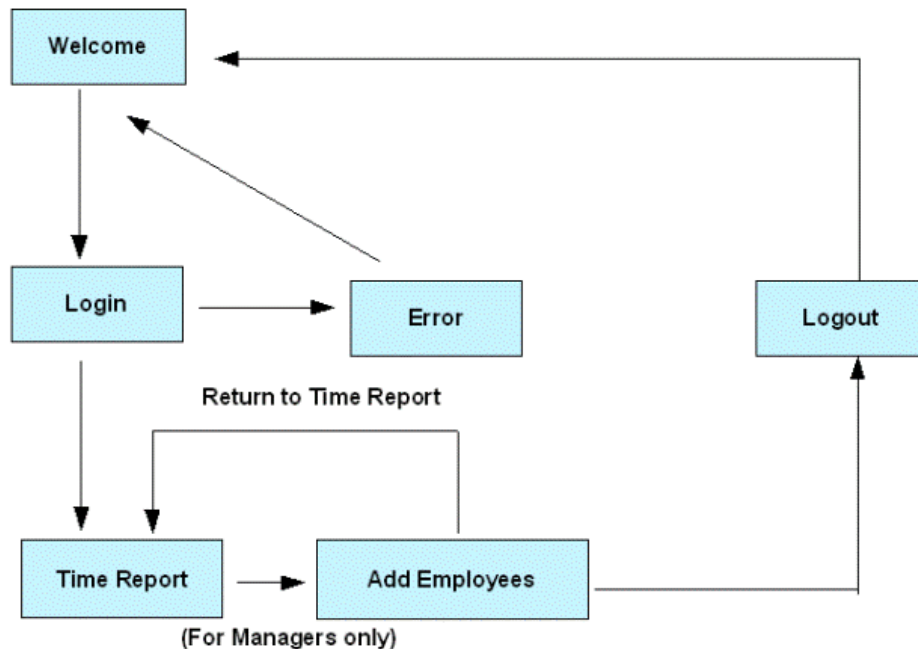 Welcome
Login
Error
Logout
Return to Time Report
Time Report
Add Employees
(For Managers only)